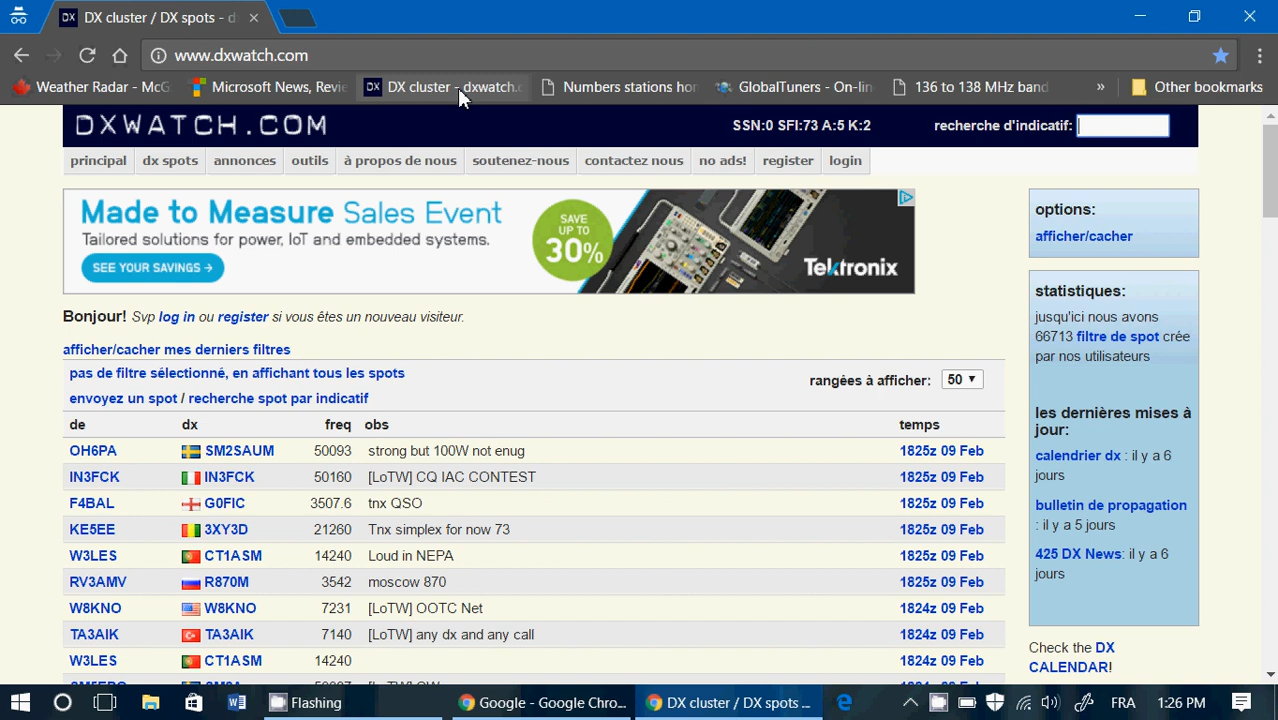 DX cluster / DX spots - d
www.dxwatch.com
Weather Radar - McG
Microsoft News, Revie
DX cluster - dxwatch.c
Numbers stations hor
GlobalTuners - On-lin
136 to 138 MHz band
»
Other bookmarks
DXWATCH.COM
SSN:0 SFI:73 A:5 K:2
recherche d'indicatif:
principal
dx spots
annonces
outils
à propos de nous
soutenez-nous
contactez nous
no ads!
register
login
Made to Measure Sales Event
Tailored solutions for power, IoT and embedded systems.
SEE YOUR SAVINGS →
SAVE
UP TO
30%
Tektronix
options:
afficher/cacher
statistiques:
jusqu'ici nous avons
66713 filtre de spot crée
par nos utilisateurs
les dernières mises à
jour:
calendrier dx : il y a 6
jours
bulletin de propagation
: il y a 5 jours
425 DX News: il y a 6
jours
Check the DX
CALENDAR!
Bonjour! Svp log in ou register si vous êtes un nouveau visiteur.
afficher/cacher mes derniers filtres
pas de filtre sélectionné, en affichant tous les spots
rangées à afficher: 50
envoyez un spot / recherche spot par indicatif
de dx freq obs temps
OH6PA SM2SAUM 50093 strong but 100W not enug 1825z 09 Feb
IN3FCK IN3FCK 50160 [LoTW] CQ IAC CONTEST 1825z 09 Feb
F4BAL G0FIC 3507.6 tnx QSO 1825z 09 Feb
KE5EE 3XY3D 21260 Tnx simplex for now 73 1825z 09 Feb
W3LES CT1ASM 14240 Loud in NEPA 1825z 09 Feb
RV3AMV R870M 3542 moscow 870 1825z 09 Feb
W8KNO W8KNO 7231 [LoTW] OOTC Net 1824z 09 Feb
TA3AIK TA3AIK 7140 [LoTW] any dx and any call 1824z 09 Feb
W3LES CT1ASM 14240 1824z 09 Feb
Flashing
Google - Google Chro...
DX cluster / DX spots ...
FRA
1:26 PM